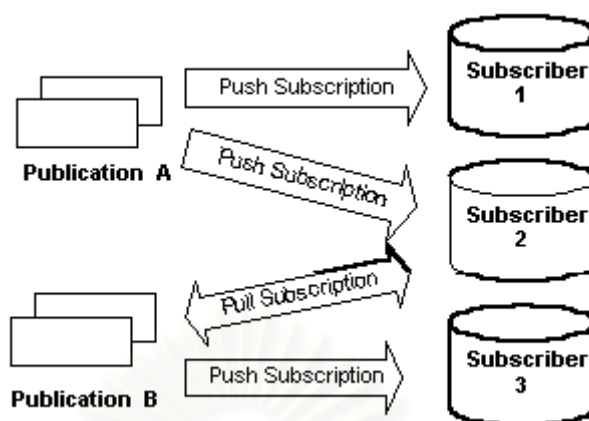 Push Subscription
Subscriber
1
Publication A
Push Subscription
Subscriber
2
Pull Subscription
Publication B
Push Subscription
Subscriber
3